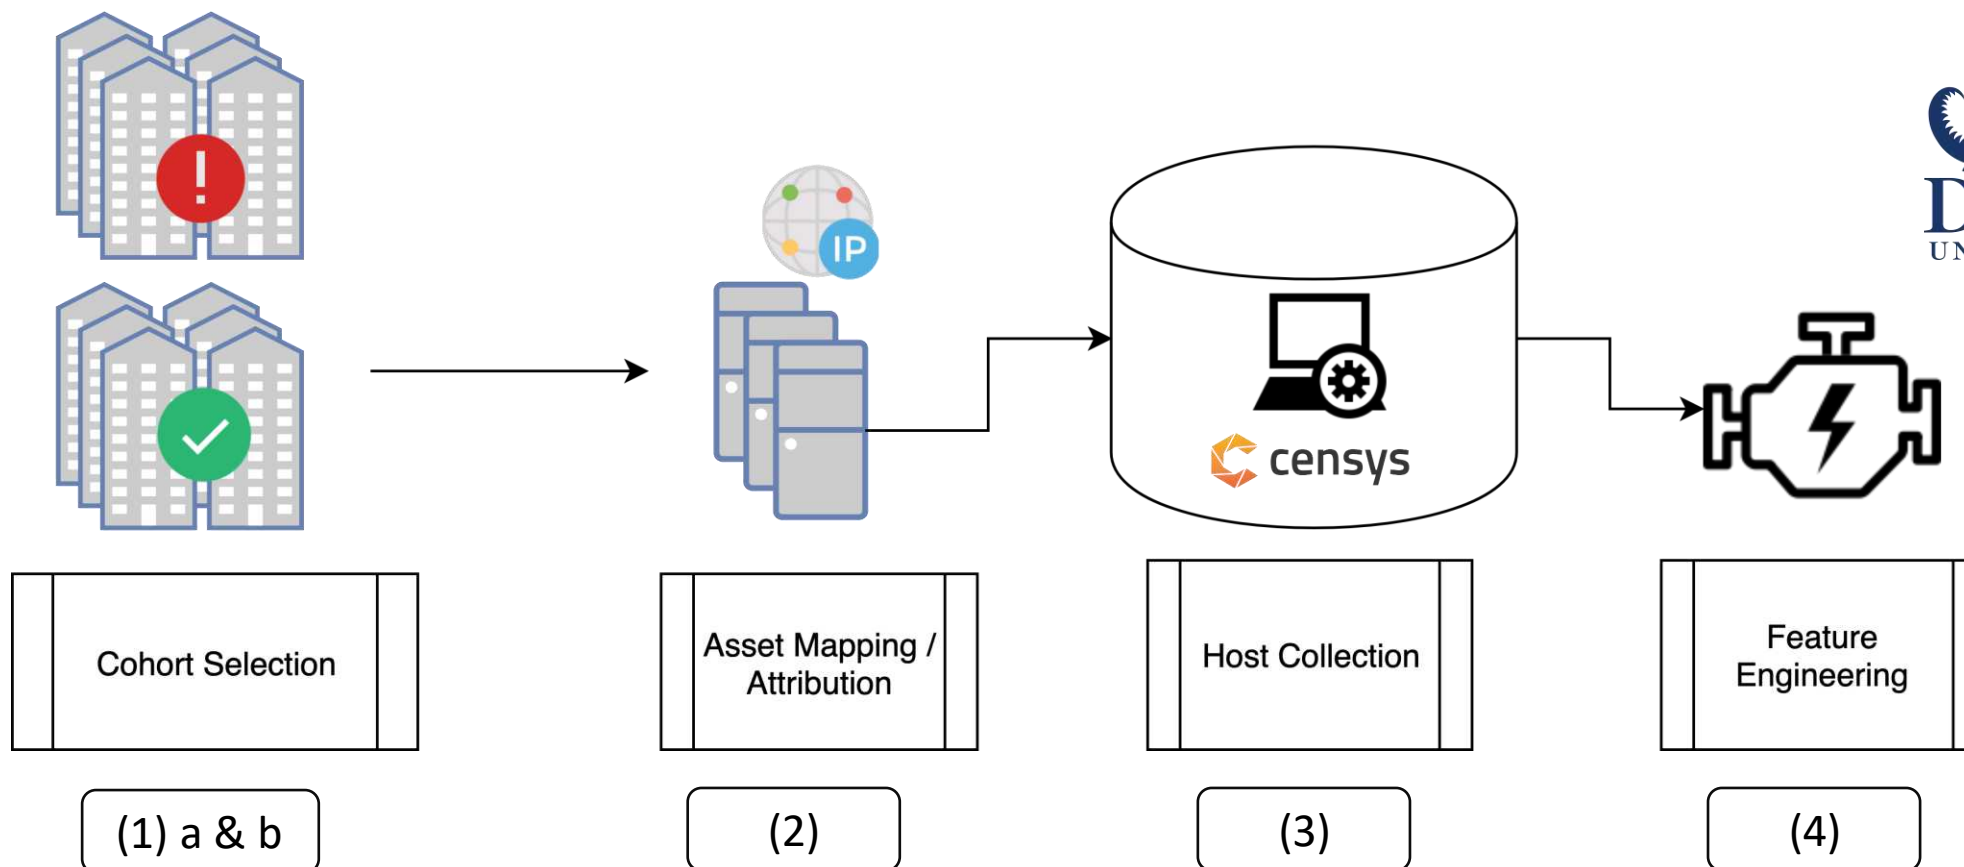 IP
censys
Cohort Selection
Asset Mapping /
Attribution
Host Collection
Feature
Engineering
(1) a & b
(2)
(3)
(4)